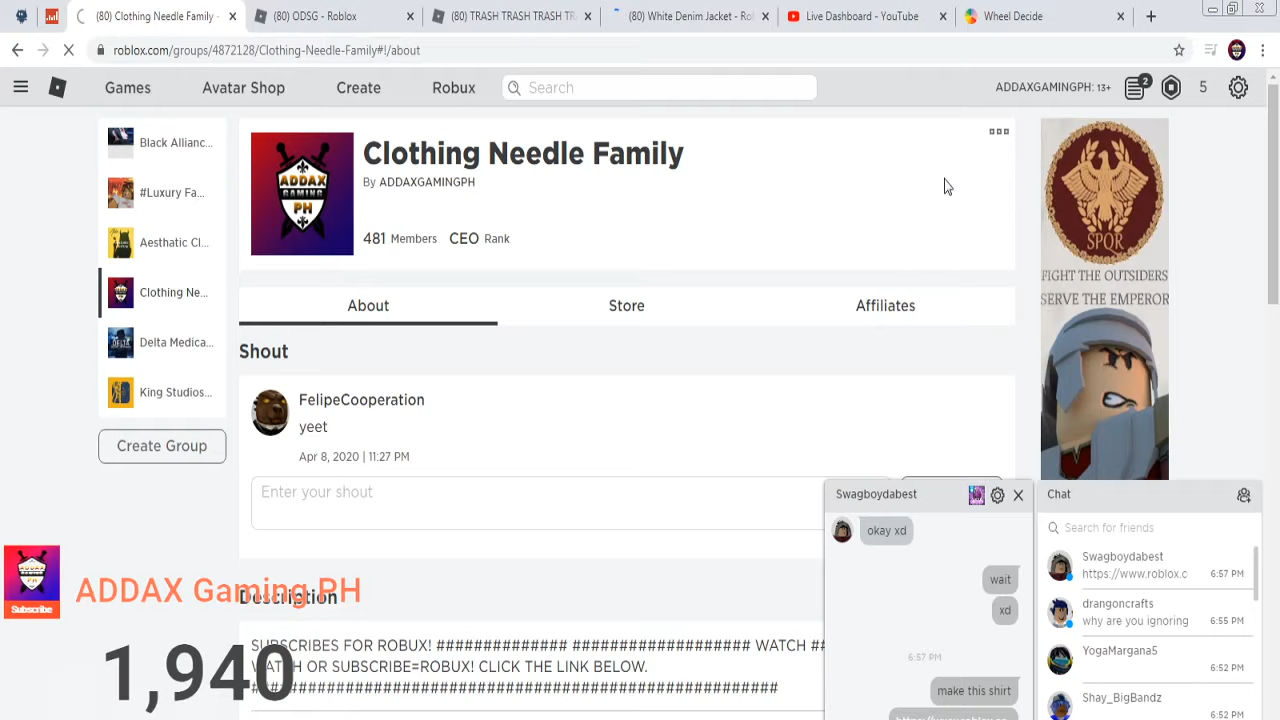 (80) Clothing Needle Family -
(80) ODSG - Roblox
(80) TRASH TRASH TRASH T
(80) White Denim Jacket - Ro
Live Dashboard - YouTube
Wheel Decide
roblox.com/groups/4872128/Clothing-Needle-Family#!/about
Games
Avatar Shop
Create
Robux
Search
ADDAXGAMINGPH: 13+
2
5
Black Allianc...
#Luxury Fa...
Aesthatic Cl...
Clothing Ne...
Delta Medica...
King Studios...
Create Group
ADDAX
GAMING
PH
Clothing Needle Family
By ADDAXGAMINGPH
481 Members CEO Rank
About
Store
Affiliates
Shout
FelipeCooperation
yeet
Apr 8, 2020 | 11:27 PM
Enter your shout
Description
SUBSCRIBES FOR ROBUX! ############## ################### WATCH ##
WATCH OR SUBSCRIBE=ROBUX! CLICK THE LINK BELOW.
SPQR
FIGHT THE OUTSIDERS
SERVE THE EMPEROR
Swagboydabest
okay xd
wait
xd
6:57 PM
make this shirt
Chat
Search for friends
Swagboydabest
https://www.roblox.c 6:57 PM
drangoncrafts
why are you ignoring 6:55 PM
YogaMargana5
6:52 PM
Shay_BigBandz
6:52 PM
Subscribe
ADDAX Gaming PH
1,940